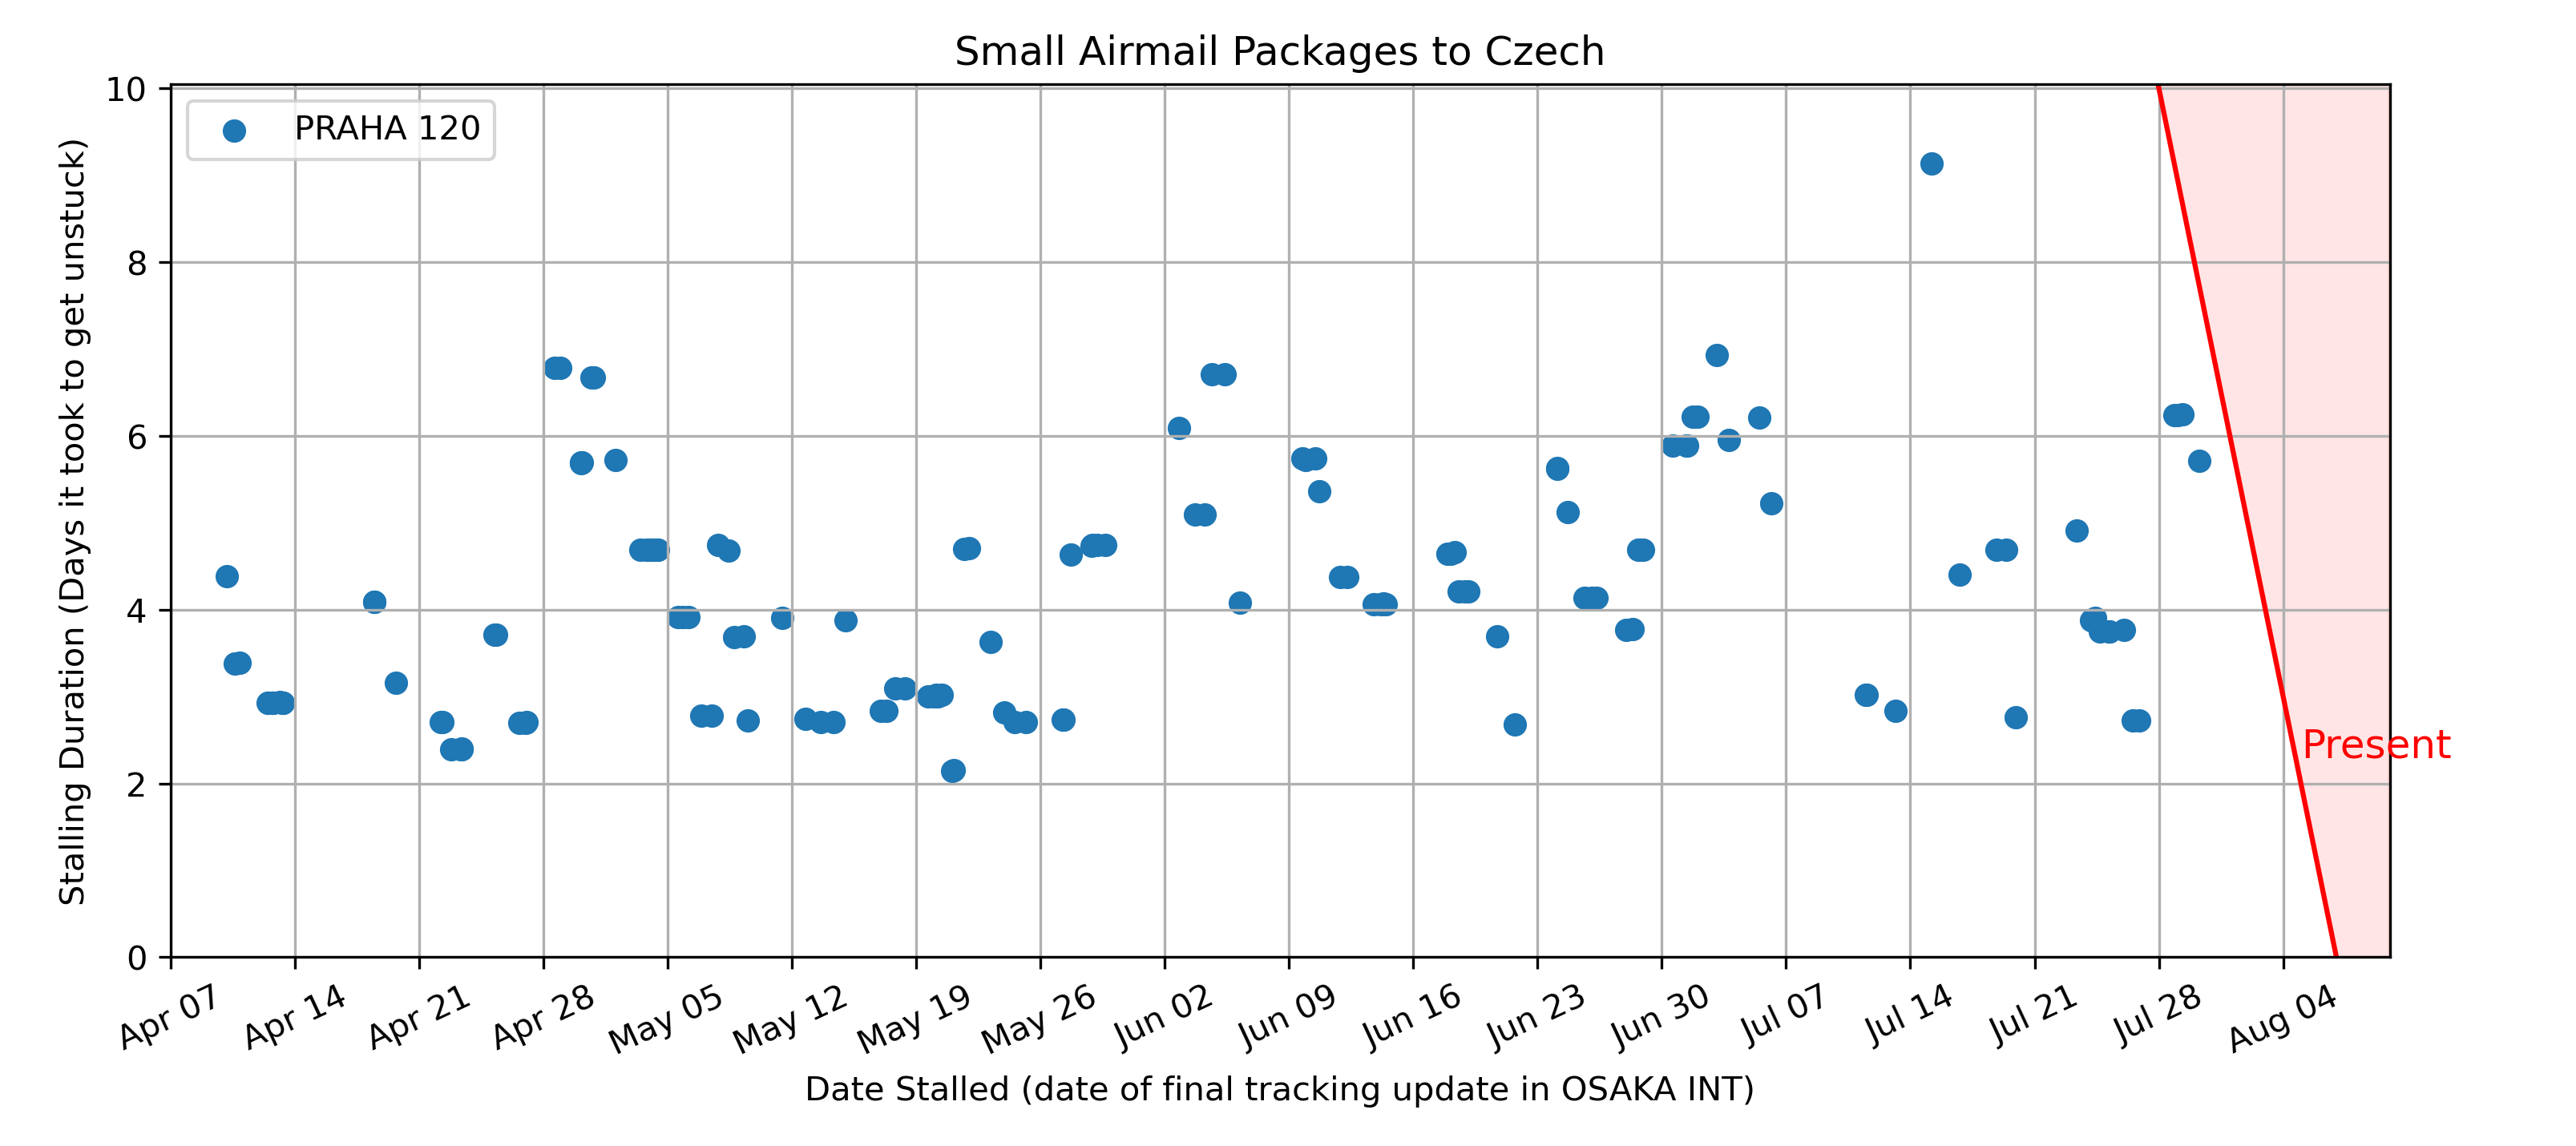 Small Airmail Packages to Czech
PRAHA 120
Stalling Duration (Days it took to get unstuck)
10
8
6
4
2
0
Present
Apr 07
Apr 14
Apr 21
Apr 28
May 05
May 12
May 19
May 26
Jun 02
Jun 09
Jun 16
Jun 23
Jun 30
Jul 07
Jul 14
Jul 21
Jul 28
Aug 04
Date Stalled (date of final tracking update in OSAKA INT)